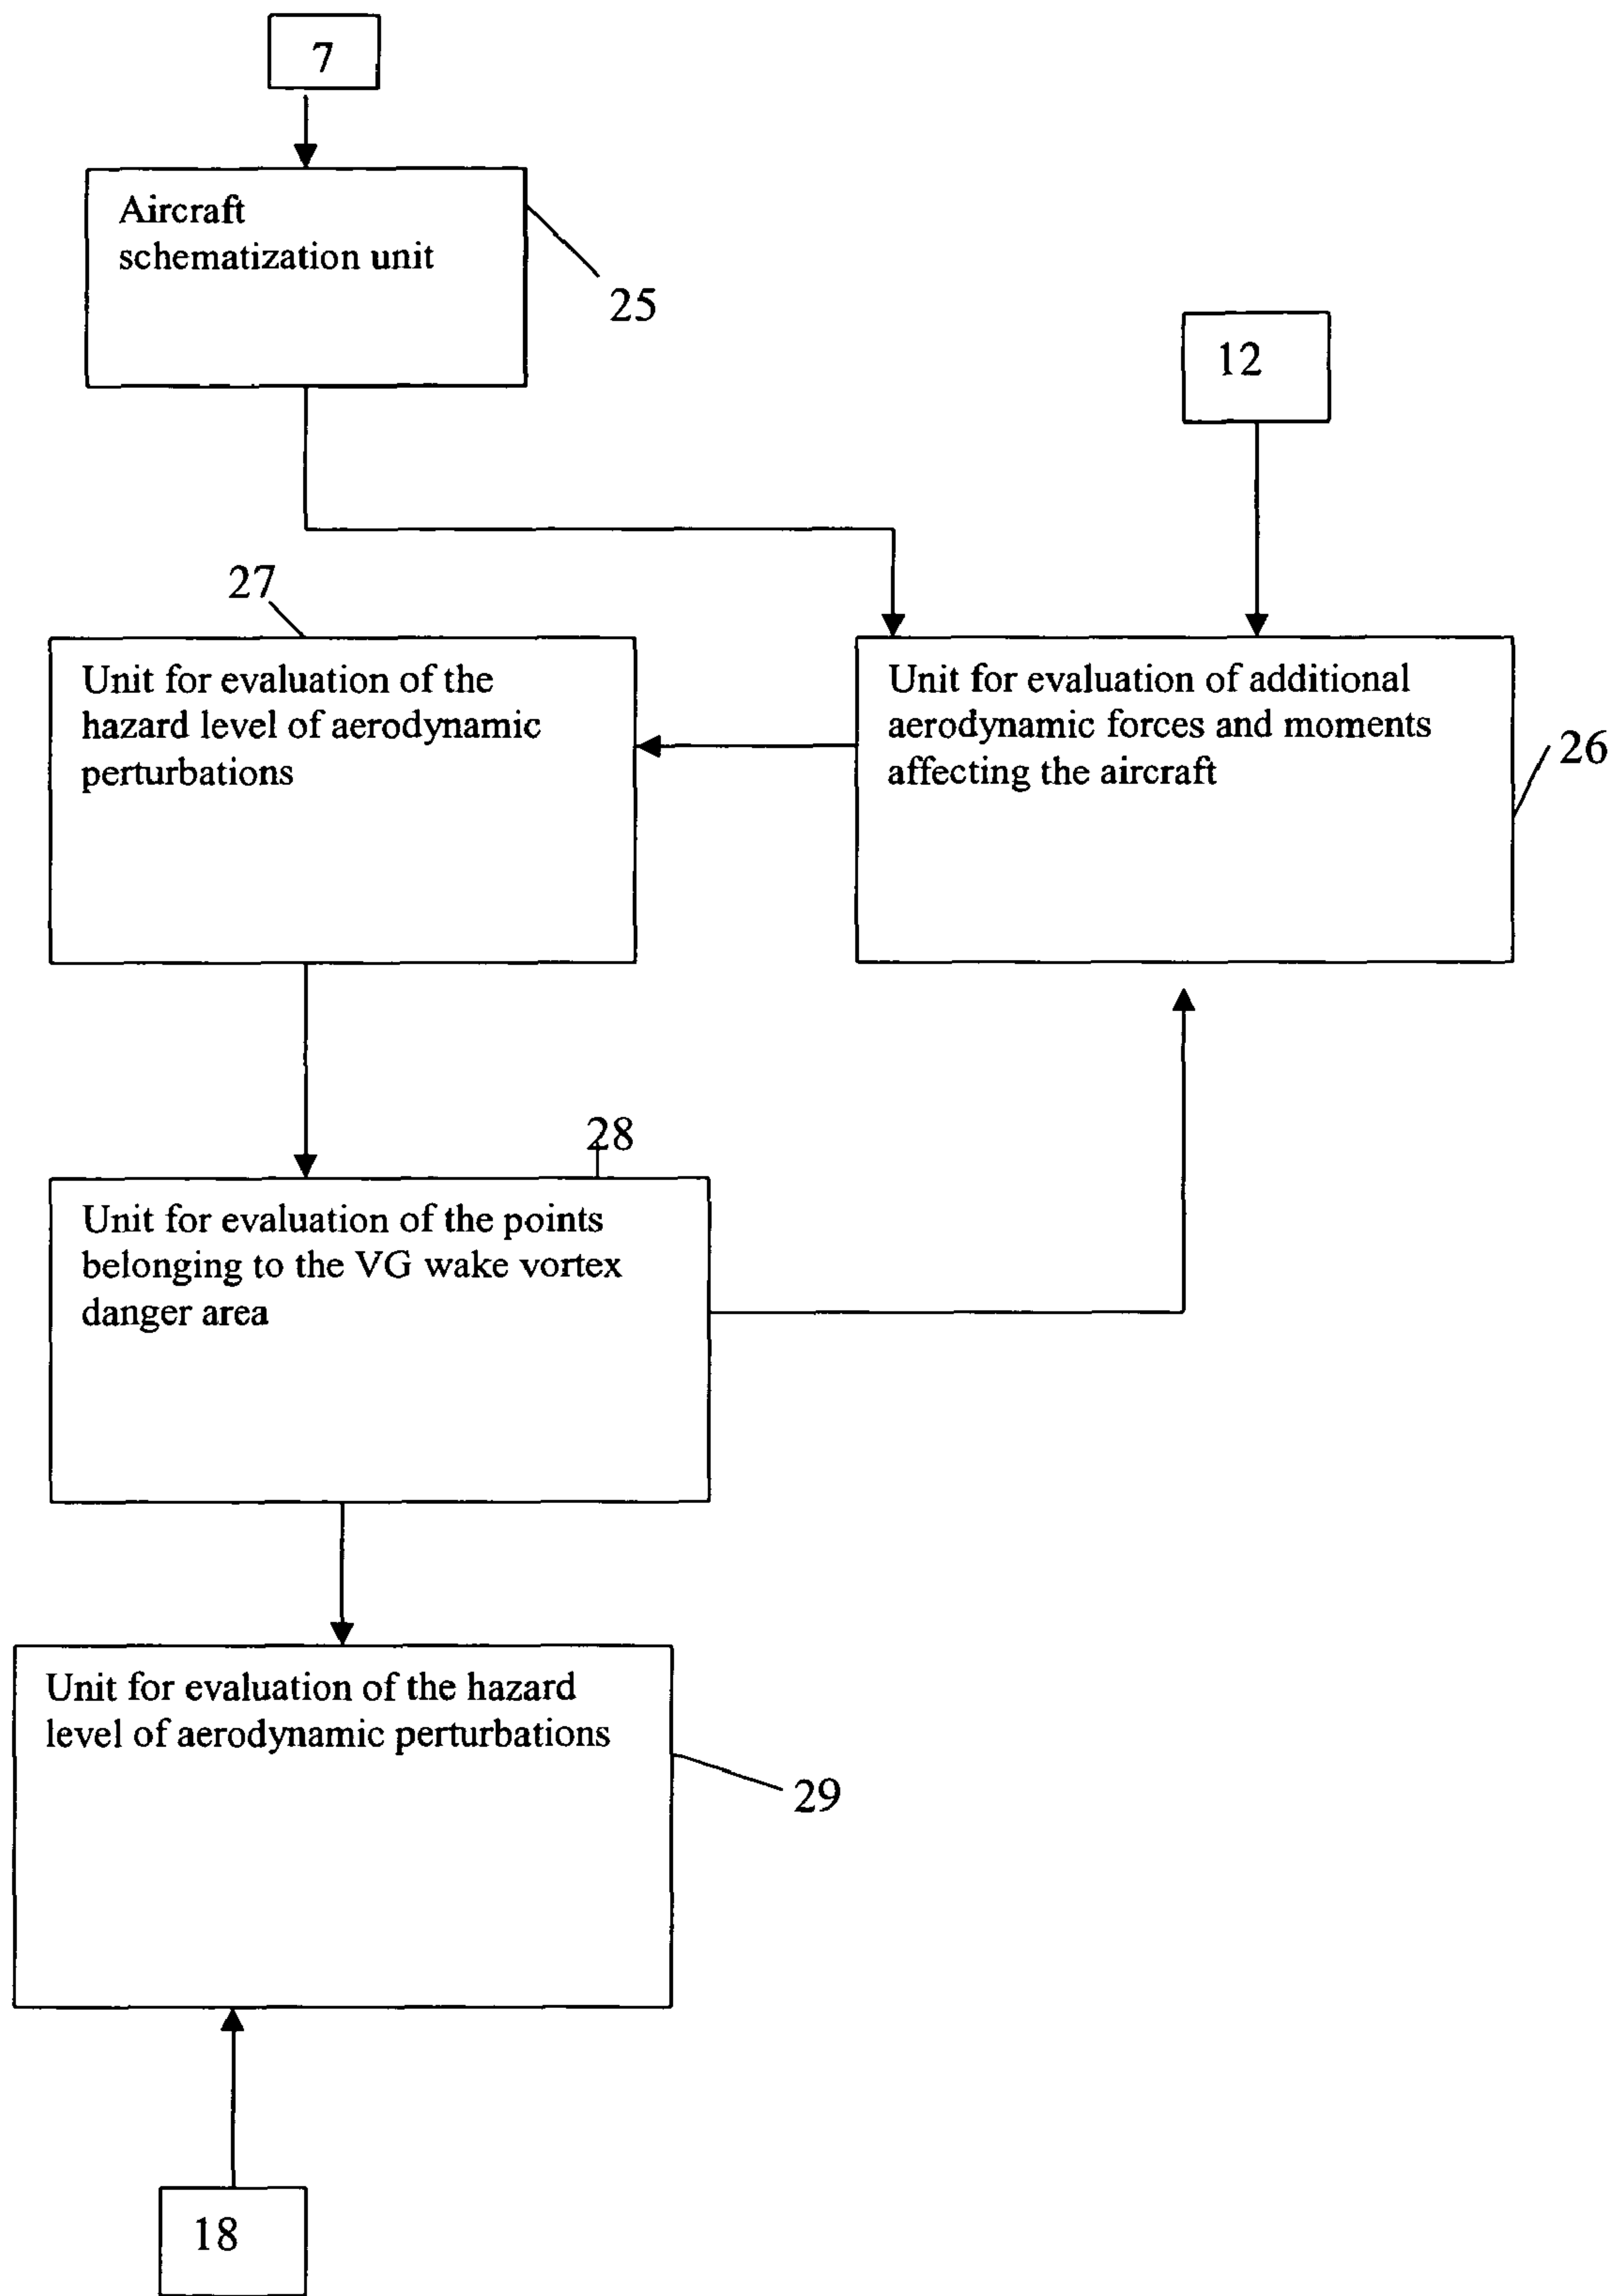 7
Aircraft
schematization unit
25
12
27
Unit for evaluation of the
hazard level of aerodynamic
perturbations
Unit for evaluation of additional
aerodynamic forces and moments
affecting the aircraft
26
28
Unit for evaluation of the points
belonging to the VG wake vortex
danger area
Unit for evaluation of the hazard
level of aerodynamic perturbations
29
18